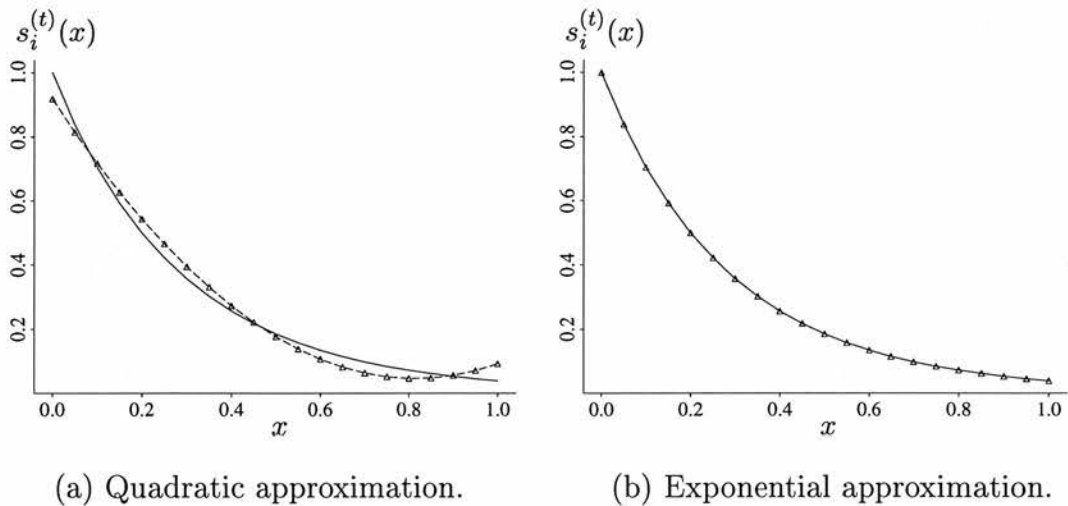 s_i^{(t)}(x)
1.0
0.8
0.6
0.4
0.2
0.0 0.2 0.4 0.6 0.8 1.0
x
(a) Quadratic approximation.
s_i^{(t)}(x)
1.0
0.8
0.6
0.4
0.2
0.0 0.2 0.4 0.6 0.8 1.0
x
(b) Exponential approximation.